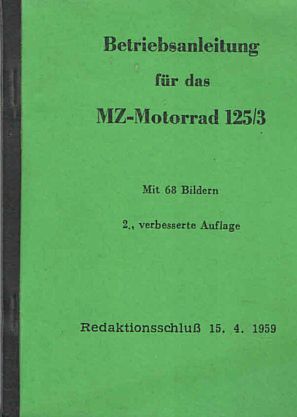 Betriebsanleitung
für das
MZ-Motorrad 125/3
Mit 68 Bildern
2., verbesserte Auflage
Redaktionsschluß 15. 4. 1959